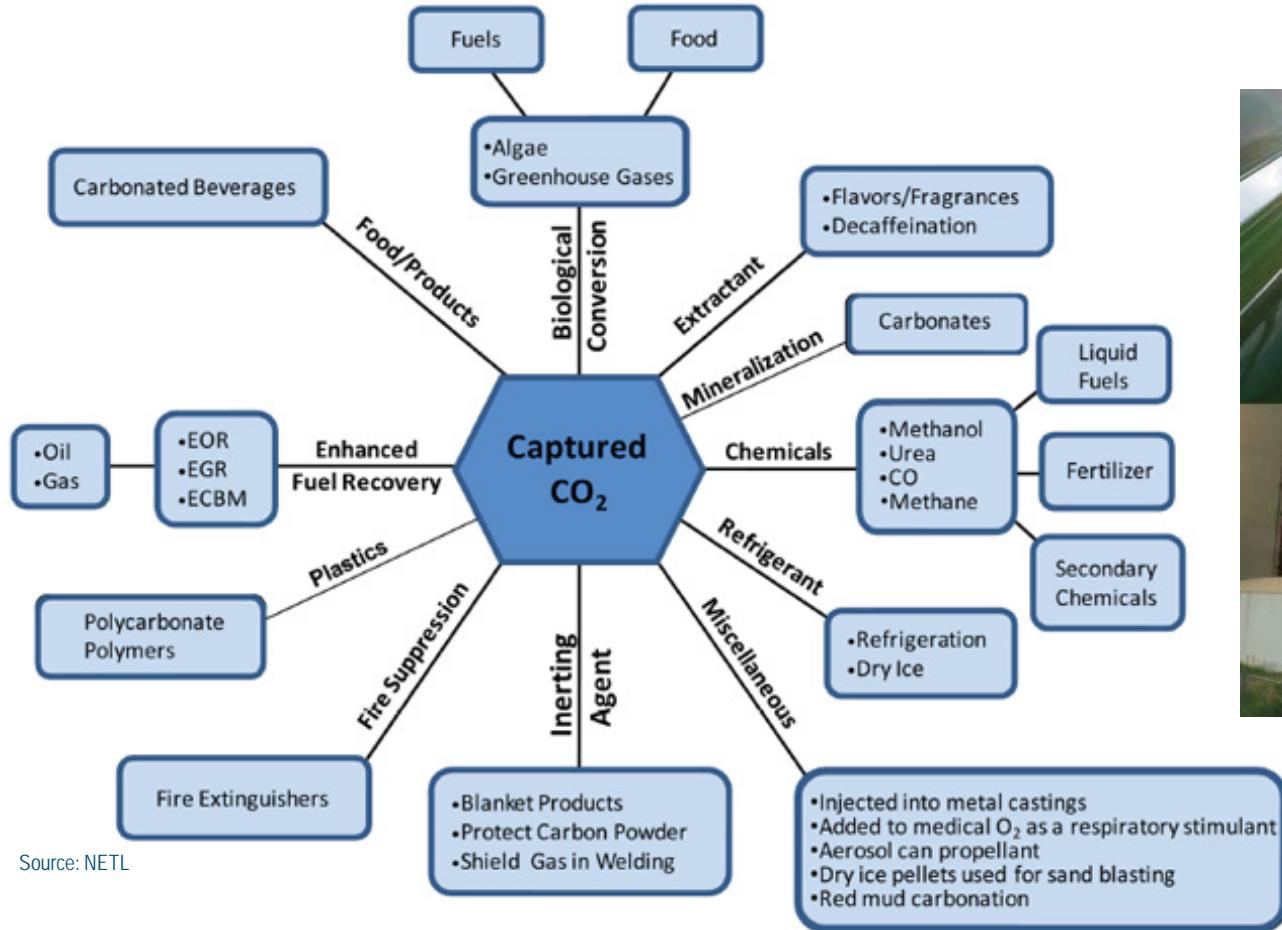 Fuels
Food
•Algae
•Greenhouse Gases
Carbonated Beverages
•Flavors/Fragrances
•Decaffeination
Food/Products
Biological
Conversion
Extractant
Mineralization
Carbonates
Liquid
Fuels
•Oil
•Gas
•EOR
•EGR
•ECBM
Enhanced
Fuel Recovery
Captured
CO₂
Chemicals
•Methanol
•Urea
•CO
•Methane
Fertilizer
Secondary
Chemicals
Plastics
Polycarbonate
Polymers
Fire Suppression
Inerting
Agent
Refrigerant
Miscellaneous
•Refrigeration
•Dry Ice
Fire Extinguishers
•Blanket Products
•Protect Carbon Powder
•Shield Gas in Welding
•Injected into metal castings
•Added to medical O₂ as a respiratory stimulant
•Aerosol can propellant
•Dry ice pellets used for sand blasting
•Red mud carbonation
Source: NETL